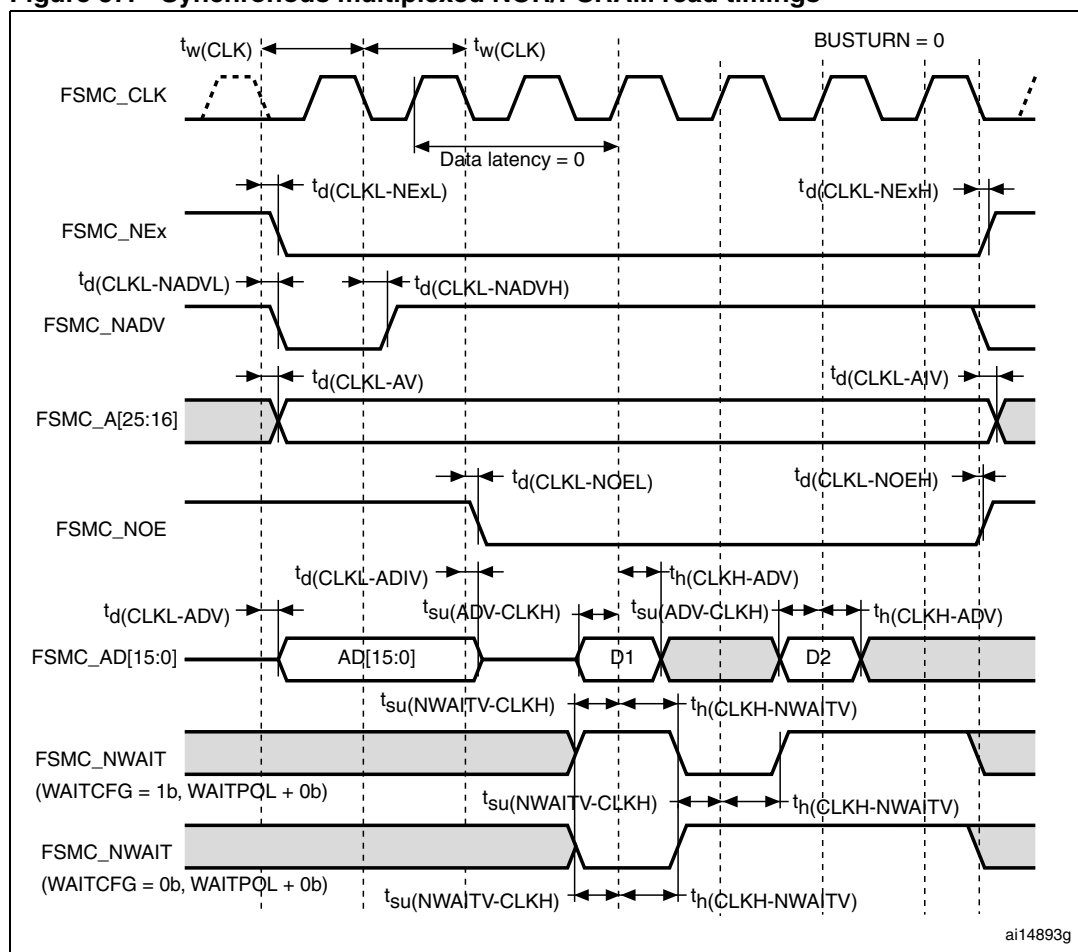 Figure 57. Synchronous multiplexed NOR/PSRAM read timings
tw(CLK) tw(CLK) BUSTURN = 0
FSMC_CLK
Data latency = 0
td(CLKL-NExL) td(CLKL-NExH)
FSMC_NEx
td(CLKL-NADVL) td(CLKL-NADVH)
FSMC_NADV
td(CLKL-AV) td(CLKL-AIV)
FSMC_A[25:16]
td(CLKL-NOEL) td(CLKL-NOEH)
FSMC_NOE
td(CLKL-ADIV) th(CLKH-ADV)
td(CLKL-ADV) tsu(ADV-CLKH) tsu(ADV-CLKH) th(CLKH-ADV)
FSMC_AD[15:0] AD[15:0] D1 D2
tsu(NWAITV-CLKH) th(CLKH-NWAITV)
FSMC_NWAIT
(WAITCFG = 1b, WAITPOL + 0b)
tsu(NWAITV-CLKH) th(CLKH-NWAITV)
FSMC_NWAIT
(WAITCFG = 0b, WAITPOL + 0b)
tsu(NWAITV-CLKH) th(CLKH-NWAITV)
ai14893g